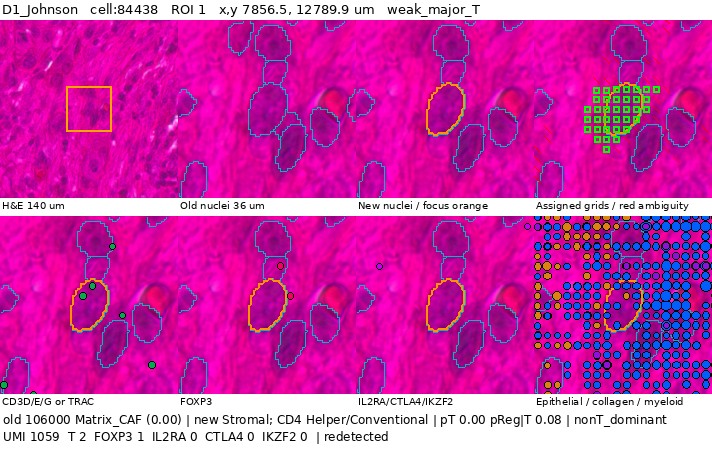 D1_Johnson cell:84438 ROI 1 x,y 7856.5, 12789.9 um weak_major_T
H&E 140 um
Old nuclei 36 um
New nuclei / focus orange
Assigned grids / red ambiguity
CD3D/E/G or TRAC
FOXP3
IL2RA/CTLA4/IKZF2
Epithelial / collagen / myeloid
old 106000 Matrix_CAF (0.00) | new Stromal; CD4 Helper/Conventional | pT 0.00 pReg|T 0.08 | nonT_dominant
UMI 1059 T 2 FOXP3 1 IL2RA 0 CTLA4 0 IKZF2 0 | redetected